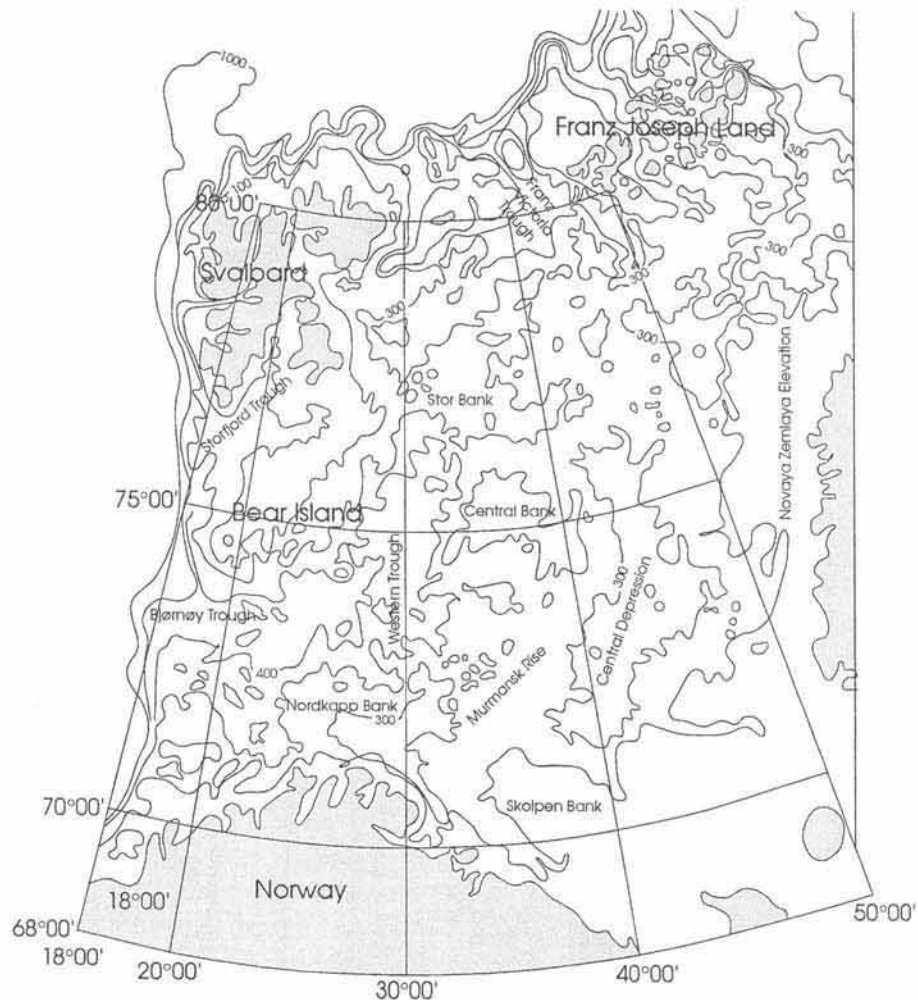 1000
Franz Joseph Land
300
100
80°00'
Franz
Victoria
Trough
300
Svalbard
300
300
300
Novaya Zemlaya Elevation
Stor Bank
Storfjord Trough
75°00'
Bear Island
Central Bank
Western Trough
300
Central Depression
Bjørnøy Trough
400
Murmansk Rise
Nordkapp Bank
300
70°00'
Skolpen Bank
Norway
18°00'
50°00'
68°00'
18°00'
20°00'
40°00'
30°00'